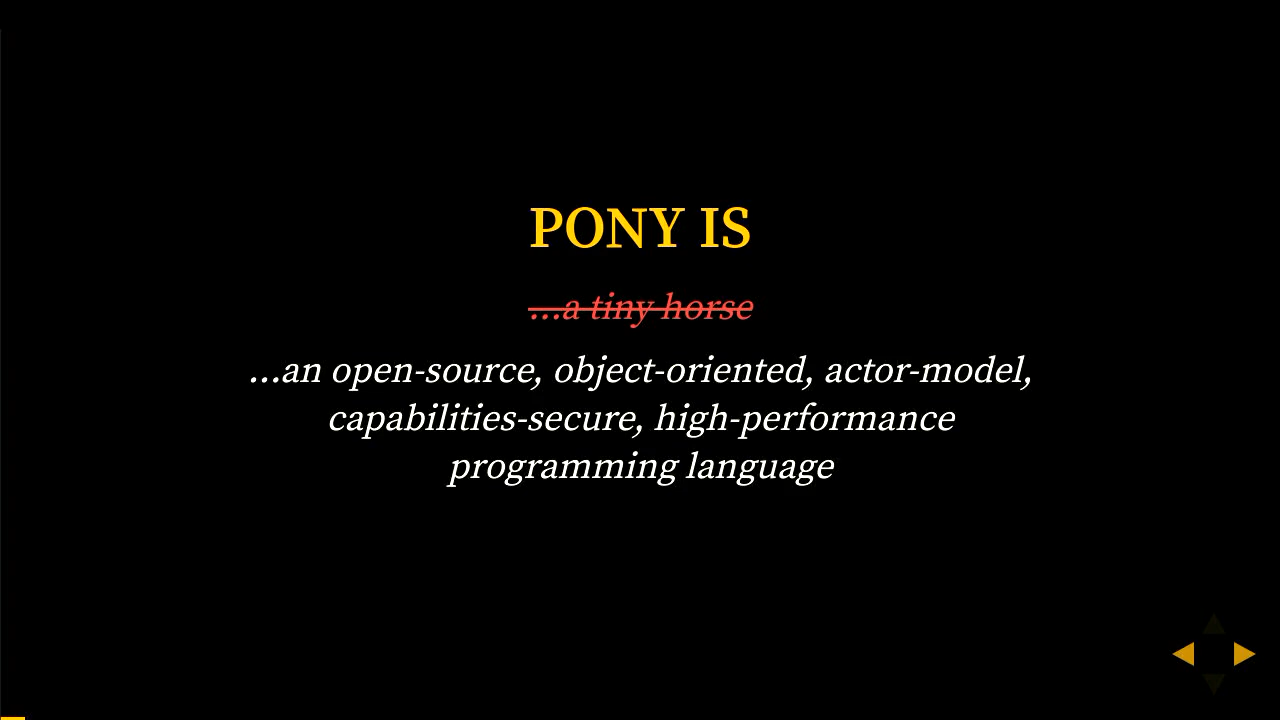 PONY IS
...a tiny horse
...an open-source, object-oriented, actor-model,
capabilities-secure, high-performance
programming language